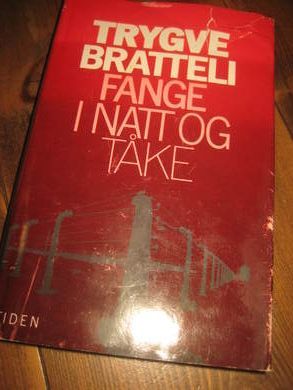 TRYGVE
BRATTELI
FANGE
I NATT OG
TÅKE
TIDEN